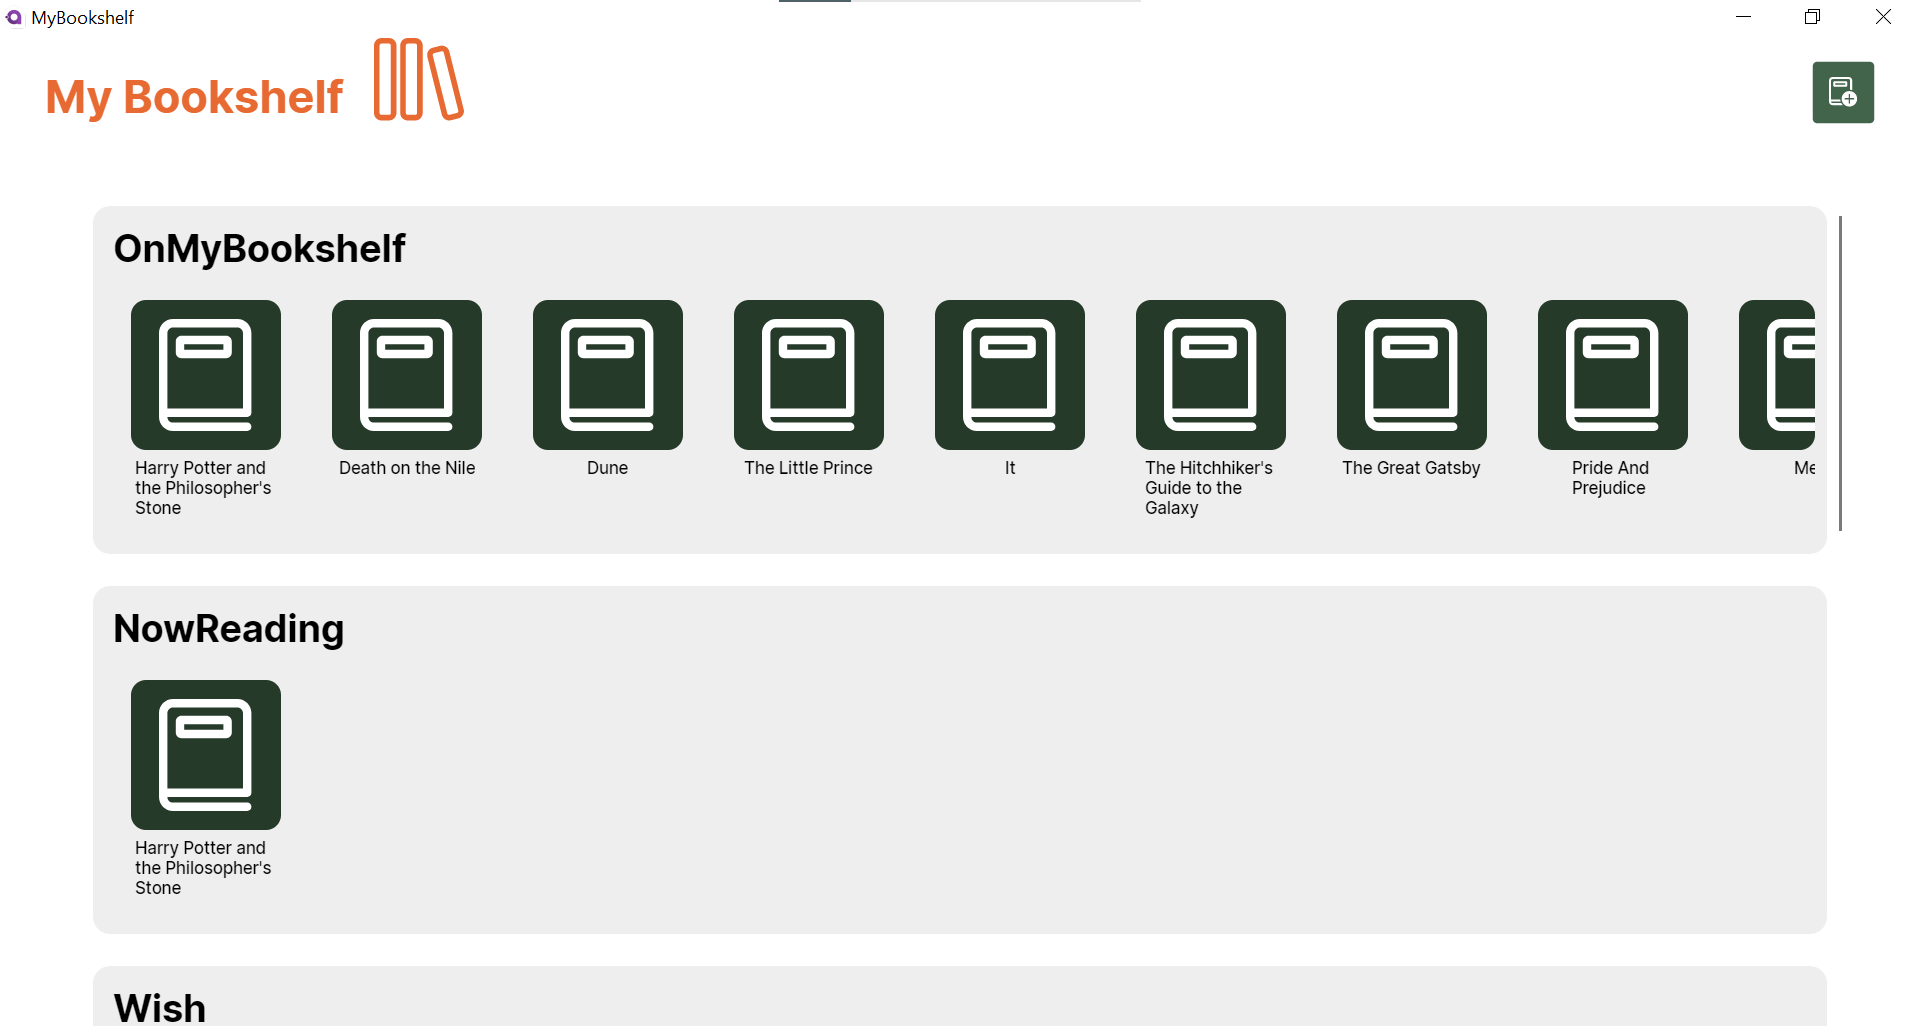 MyBookshelf
My Bookshelf
OnMyBookshelf
Harry Potter and
the Philosopher's
Stone
Death on the Nile
Dune
The Little Prince
It
The Hitchhiker's
Guide to the
Galaxy
The Great Gatsby
Pride And
Prejudice
Me
NowReading
Harry Potter and
the Philosopher's
Stone
Wish